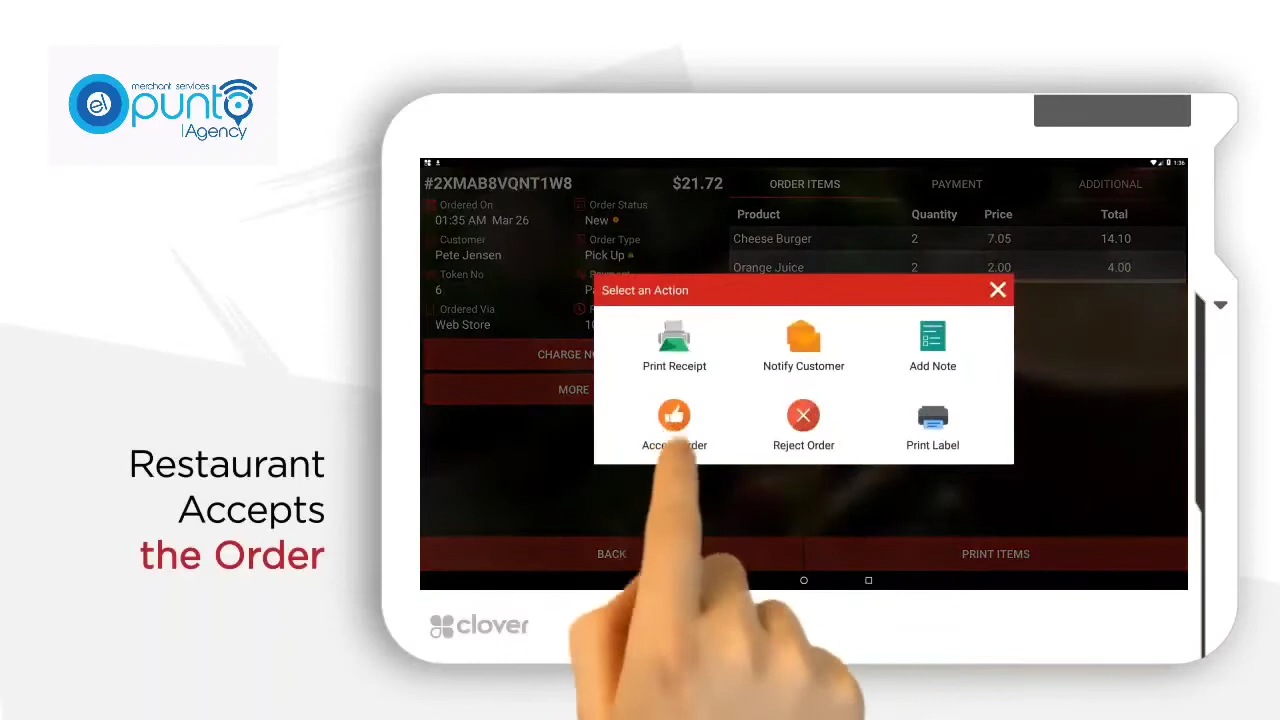 merchant services
el punto
Agency
Restaurant
Accepts
the Order
1:36
#2XMAB8VQNT1W8 $21.72
Ordered On
01:35 AM Mar 26
Order Status
New
Customer
Pete Jensen
Order Type
Pick Up
Token No
6
Ordered Via
Web Store
MORE
ORDER ITEMS PAYMENT ADDITIONAL
Product Quantity Price Total
Cheese Burger 2 7.05 14.10
Orange Juice 2 2.00 4.00
Select an Action
Print Receipt Notify Customer Add Note
Reject Order Print Label
BACK PRINT ITEMS
clover